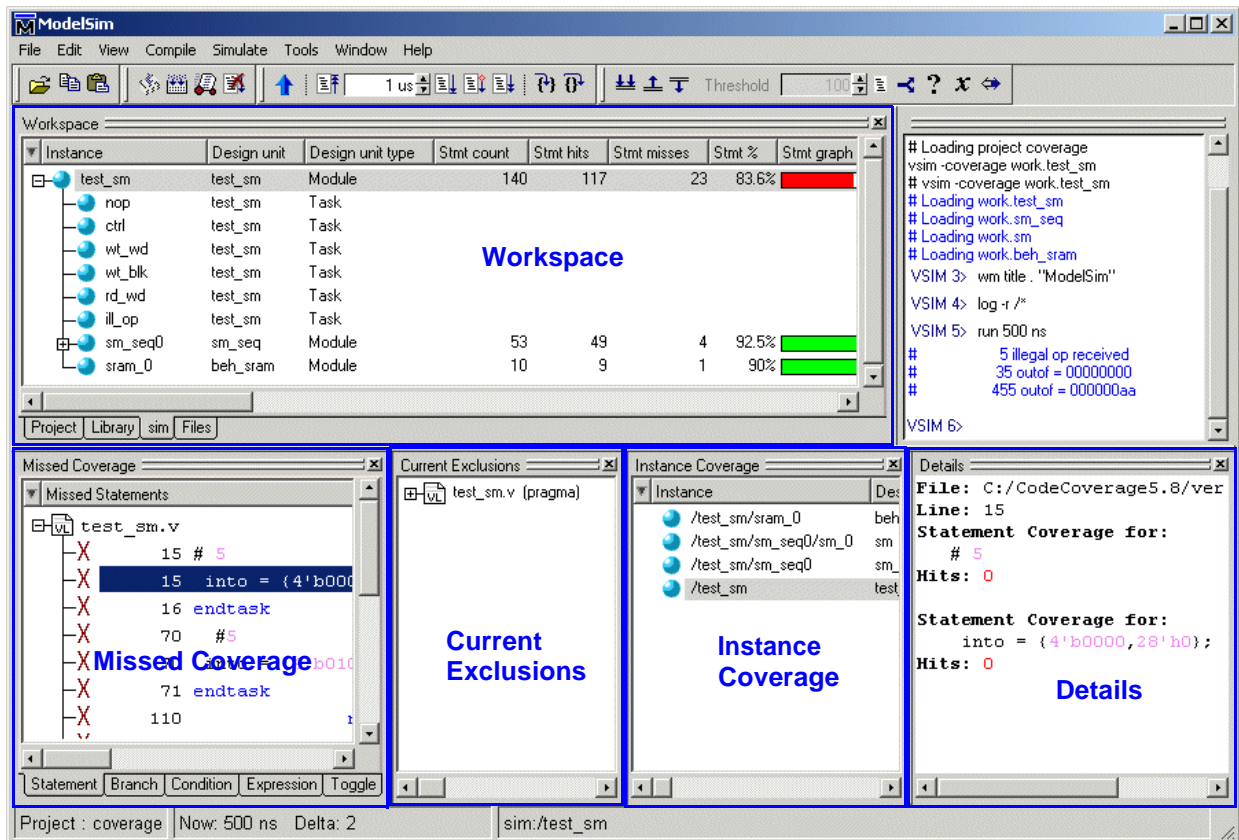 ModelSim
File Edit View Compile Simulate Tools Window Help
1 us Threshold 100 ? x
Workspace
Instance Design unit Design unit type Stmt count Stmt hits Stmt misses Stmt % Stmt graph
test_sm test_sm Module 140 117 23 83.6%
nop test_sm Task
ctrl test_sm Task
wt_wd test_sm Task
wt_blk test_sm Task
rd_wd test_sm Task
ill_op test_sm Task
sm_seq0 sm_seq Module 53 49 4 92.5%
sram_0 beh_sram Module 10 9 1 90%
Workspace
Project Library sim Files
# Loading project coverage
vsim -coverage work.test_sm
# vsim -coverage work.test_sm
# Loading work.test_sm
# Loading work.sm_seq
# Loading work.sm
# Loading work.beh_sram
VSIM 3> wm title . "ModelSim"
VSIM 4> log -r /*
VSIM 5> run 500 ns
# 5 illegal op received
# 35 outof = 00000000
# 455 outof = 000000aa
VSIM 6>
Missed Coverage
Missed Statements
test_sm.v
X 15 # 5
X 15 into = {4'b000
X 16 endtask
X 70 #5
X b010
X 71 endtask
X 110
Missed Coverage
Statement Branch Condition Expression Toggle
Current Exclusions
test_sm.v (pragma)
Current
Exclusions
Instance Coverage
Instance Des
/test_sm/sram_0 beh
/test_sm/sm_seq0/sm_0 sm
/test_sm/sm_seq0 sm_
/test_sm test_
Instance
Coverage
Details
File: C:/CodeCoverage5.8/ver
Line: 15
Statement Coverage for:
# 5
Hits: 0
Statement Coverage for:
into = {4'b0000,28'h0};
Hits: 0
Details
Project : coverage Now: 500 ns Delta: 2 sim:/test_sm